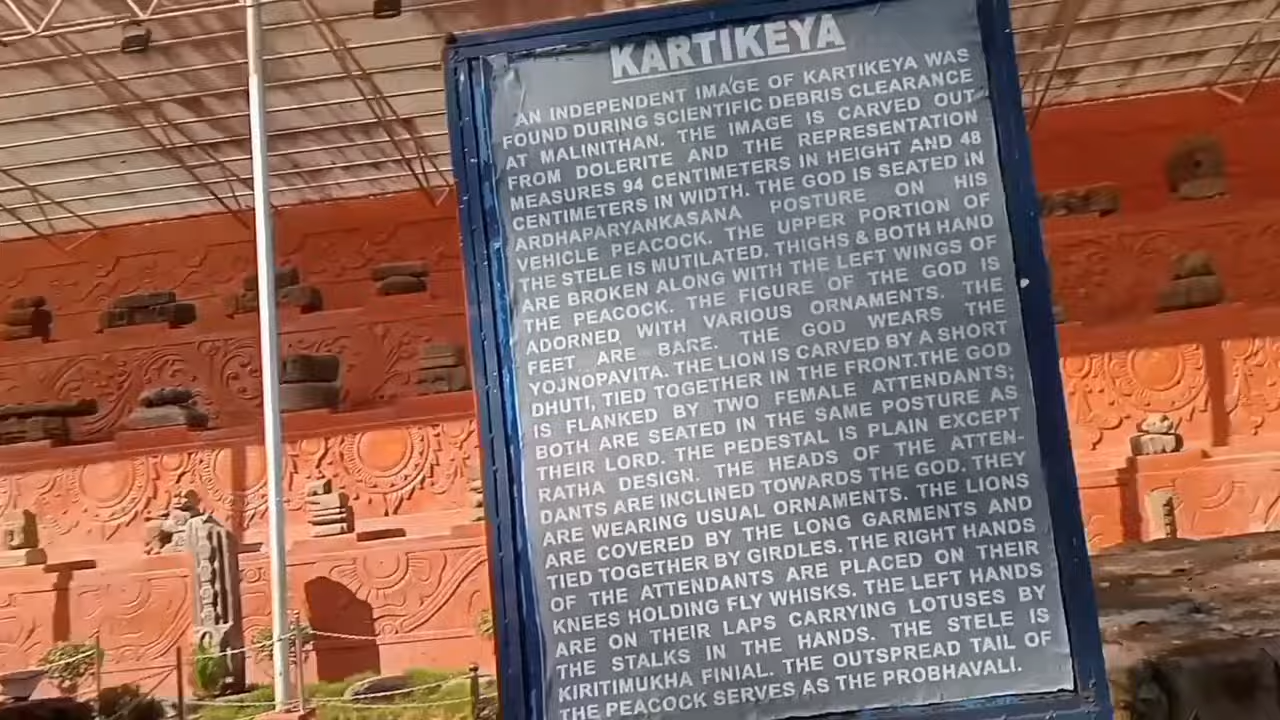 KARTIKEYA
AN INDEPENDENT IMAGE OF KARTIKEYA WAS
FOUND DURING SCIENTIFIC DEBRIS CLEARANCE
AT MALINITHAN. THE IMAGE IS CARVED OUT
FROM DOLERITE AND THE REPRESENTATION
MEASURES 94 CENTIMETERS IN HEIGHT AND 48
CENTIMETERS IN WIDTH. THE GOD IS SEATED IN
ARDHAPARYANKASANA POSTURE ON HIS
VEHICLE PEACOCK. THE UPPER PORTION OF
THE STELE IS MUTILATED. THIGHS & BOTH HAND
ARE BROKEN ALONG WITH THE LEFT WINGS OF
THE PEACOCK. THE FIGURE OF THE GOD IS
ADORNED WITH VARIOUS ORNAMENTS. THE
FEET ARE BARE. THE GOD WEARS THE
YOJNOPAVITA. THE LION IS CARVED BY A SHORT
DHUTI, TIED TOGETHER IN THE FRONT.THE GOD
IS FLANKED BY TWO FEMALE ATTENDANTS;
BOTH ARE SEATED IN THE SAME POSTURE AS
THEIR LORD. THE PEDESTAL IS PLAIN EXCEPT
RATHA DESIGN. THE HEADS OF THE ATTEN-
DANTS ARE INCLINED TOWARDS THE GOD. THEY
ARE WEARING USUAL ORNAMENTS. THE LIONS
ARE COVERED BY THE LONG GARMENTS AND
TIED TOGETHER BY GIRDLES. THE RIGHT HANDS
OF THE ATTENDANTS ARE PLACED ON THEIR
KNEES HOLDING FLY WHISKS. THE LEFT HANDS
ARE ON THEIR LAPS CARRYING LOTUSES BY
THE STALKS IN THE HANDS. THE STELE IS
KIRITIMUKHA FINIAL. THE OUTSPREAD TAIL OF
THE PEACOCK SERVES AS THE PROBHAVALI.